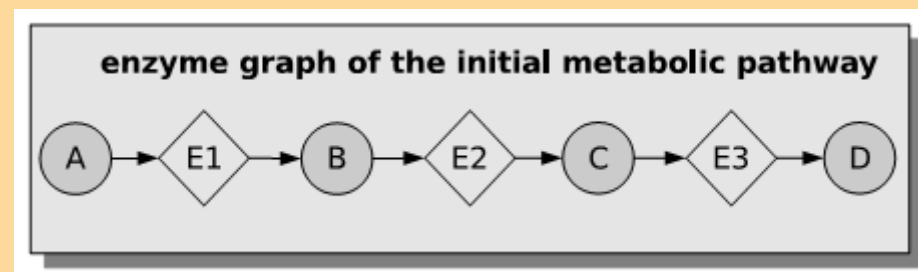 enzyme graph of the initial metabolic pathway
A E1 B E2 C E3 D